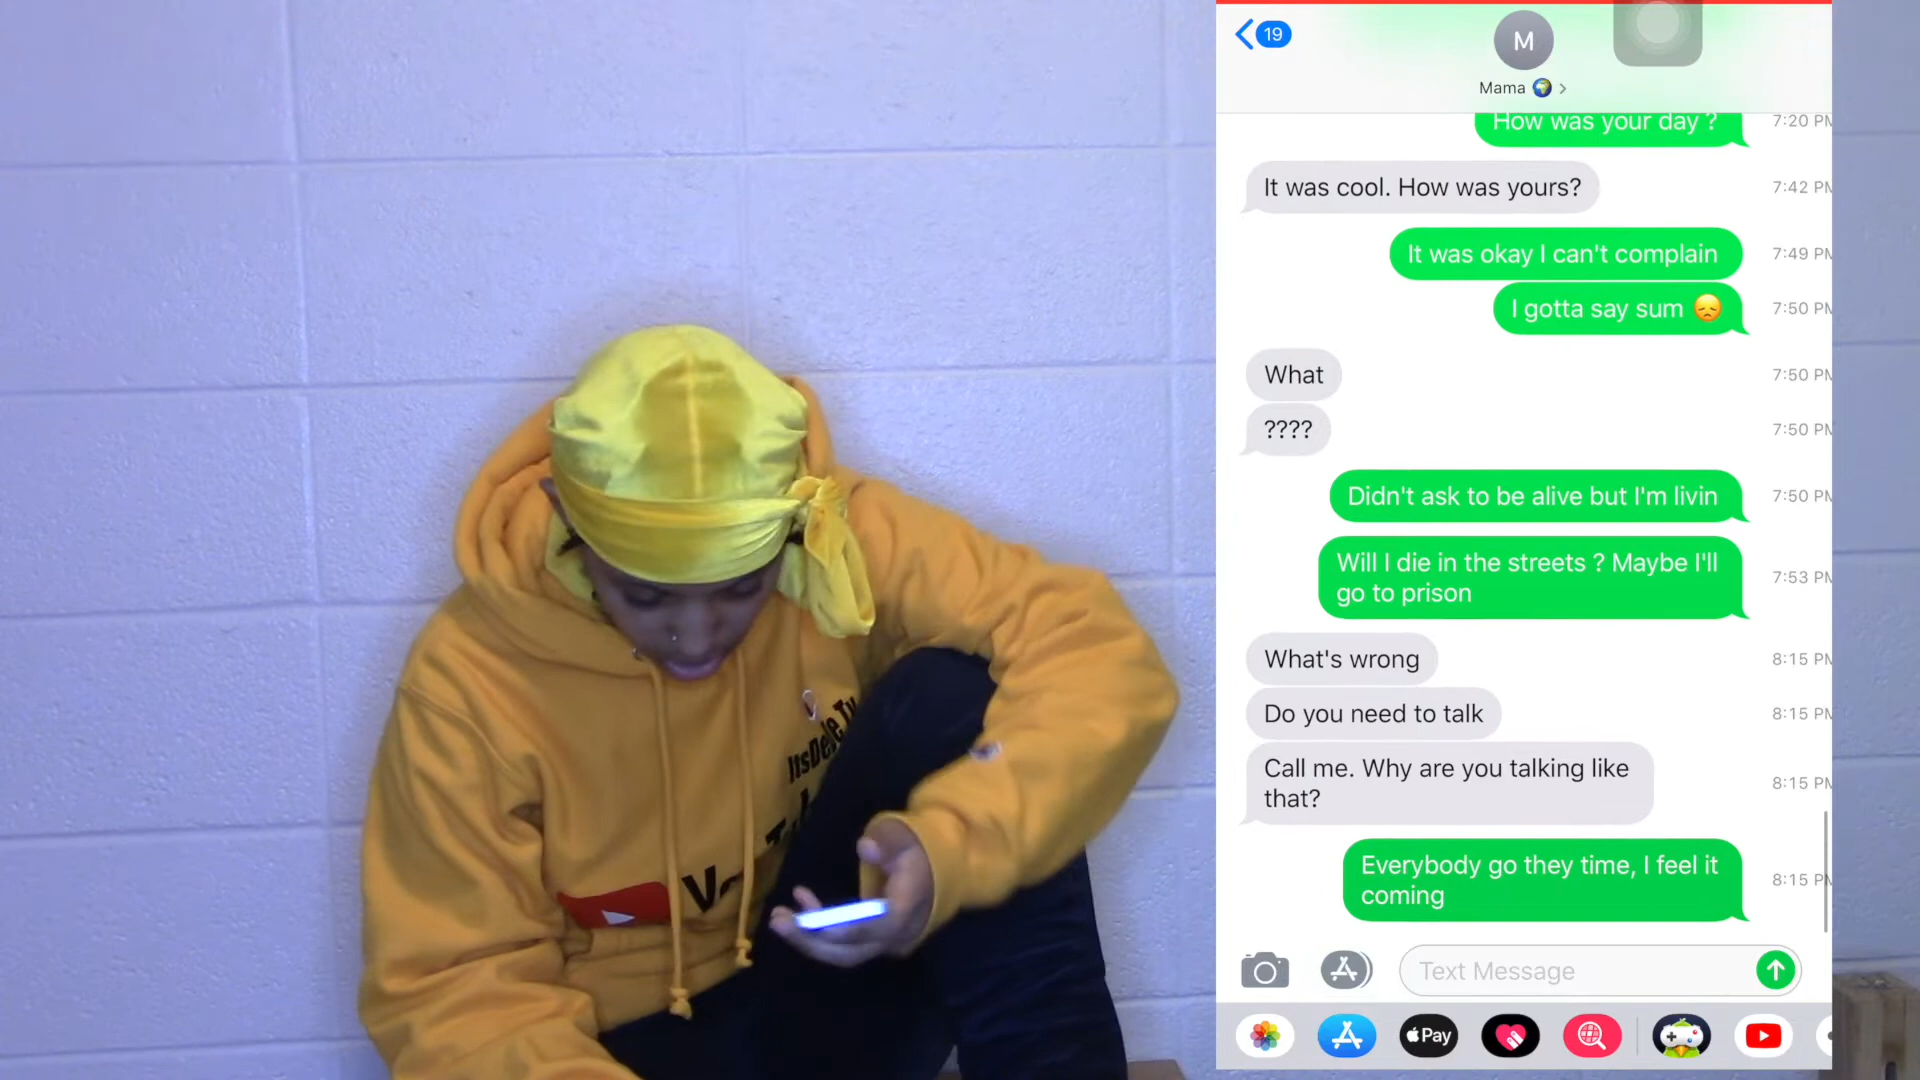 19
M
Mama
How was your day ?
7:20 PM
It was cool. How was yours?
7:42 PM
It was okay I can't complain
7:49 PM
I gotta say sum 😞
7:50 PM
What
7:50 PM
????
7:50 PM
Didn't ask to be alive but I'm livin
7:50 PM
Will I die in the streets ? Maybe I'll
go to prison
7:53 PM
What's wrong
8:15 PM
Do you need to talk
8:15 PM
Call me. Why are you talking like
that?
8:15 PM
Everybody go they time, I feel it
coming
8:15 PM
Text Message
Pay